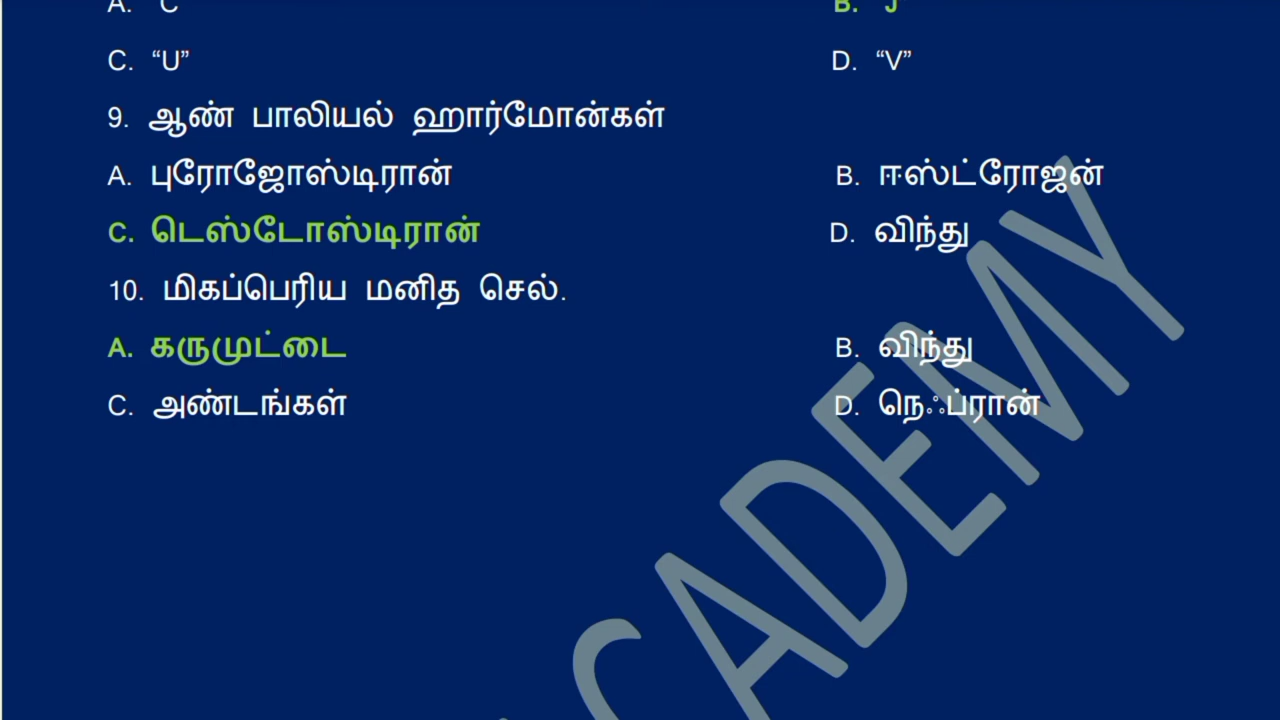 A. “C”
B. “J”
C. “U”
D. “V”
9. ஆண் பாலியல் ஹார்மோன்கள்
A. புரோஜோஸ்டிரான்
B. ஈஸ்ட்ரோஜன்
C. டெஸ்டோஸ்டிரான்
D. விந்து
10. மிகப்பெரிய மனித செல்.
A. கருமுட்டை
B. விந்து
C. அண்டங்கள்
D. நெஃப்ரான்
CADEMY